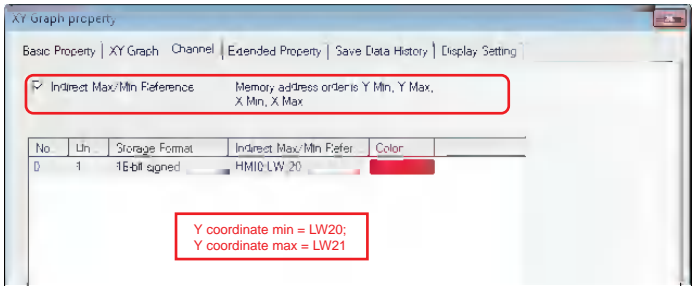 XY Graph property
Basic Property XY Graph Channel Extended Property Save Data History Display Setting
Indirect Max/Min Reference Memory address order is Y Min, Y Max,
X Min, X Max
No. Un... Storage Format Indirect Max/Min Refer... Color
0 1 16-bit signed HMI0:LW 20
Y coordinate min = LW20;
Y coordinate max = LW21